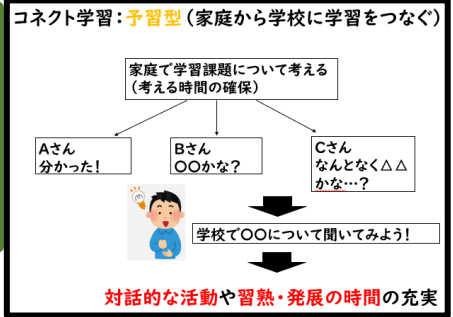 コネクト学習：予習型（家庭から学校に学習をつなぐ）
家庭で学習課題について考える
（考える時間の確保）
Aさん
分かった！
Bさん
〇〇かな？
Cさん
なんとなく△△
かな…？
学校で〇〇について聞いてみよう！
対話的な活動や習熟・発展の時間の充実